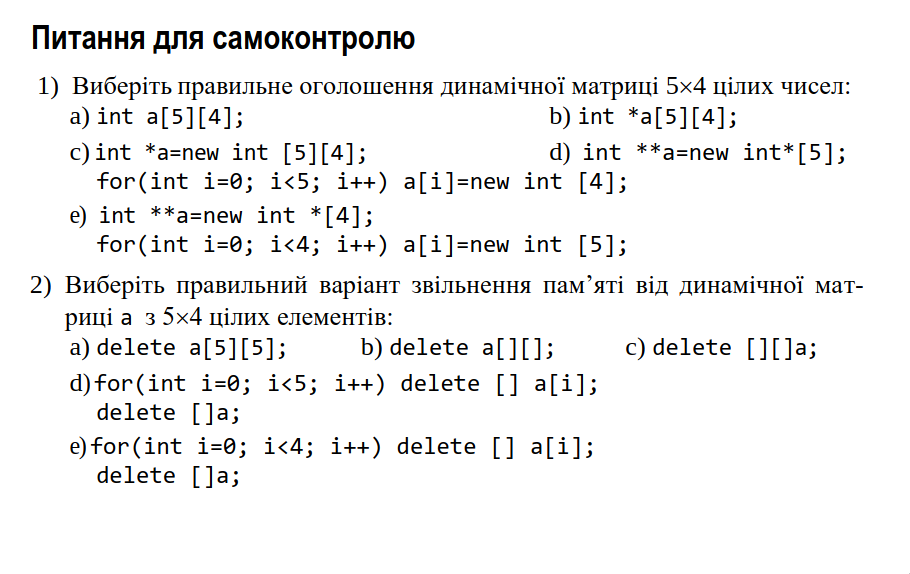 Питання для самоконтролю
1) Виберіть правильне оголошення динамічної матриці 5×4 цілих чисел:
a) int a[5][4]; b) int *a[5][4];
c) int *a=new int [5][4]; d) int **a=new int*[5];
for(int i=0; i<5; i++) a[i]=new int [4];
e) int **a=new int *[4];
for(int i=0; i<4; i++) a[i]=new int [5];
2) Виберіть правильний варіант звільнення пам’яті від динамічної мат-
риці a з 5×4 цілих елементів:
a) delete a[5][5]; b) delete a[][]; c) delete [][]a;
d) for(int i=0; i<5; i++) delete [] a[i];
delete []a;
e) for(int i=0; i<4; i++) delete [] a[i];
delete []a;